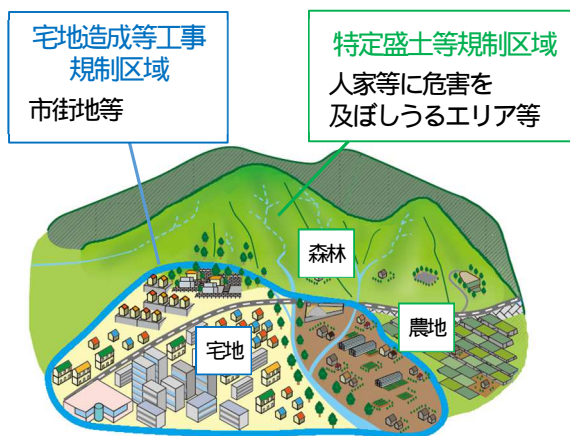 宅地造成等工事
規制区域
市街地等
特定盛土等規制区域
人家等に危害を
及ぼしうるエリア等
森林
農地
宅地